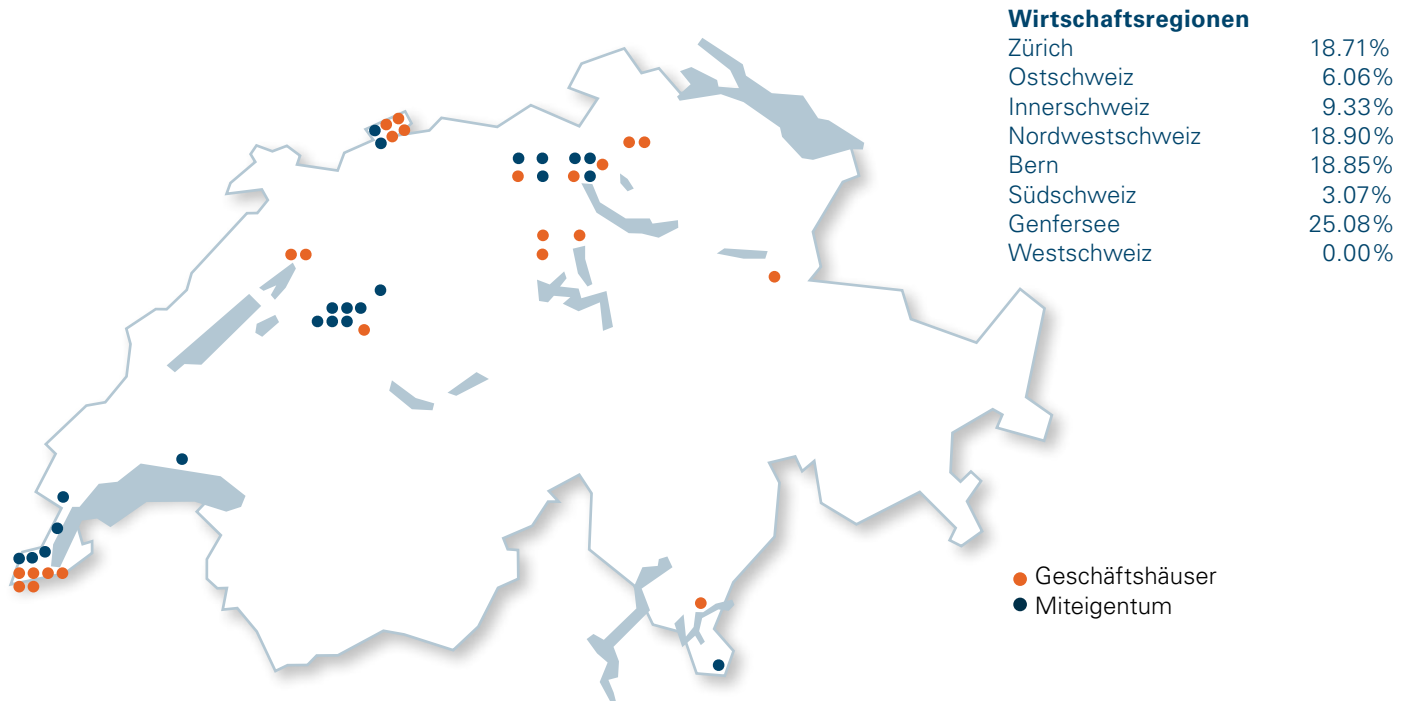 Wirtschaftsregionen
Zürich 18.71%
Ostschweiz 6.06%
Innerschweiz 9.33%
Nordwestschweiz 18.90%
Bern 18.85%
Südschweiz 3.07%
Genfersee 25.08%
Westschweiz 0.00%
Geschäftshäuser
Miteigentum